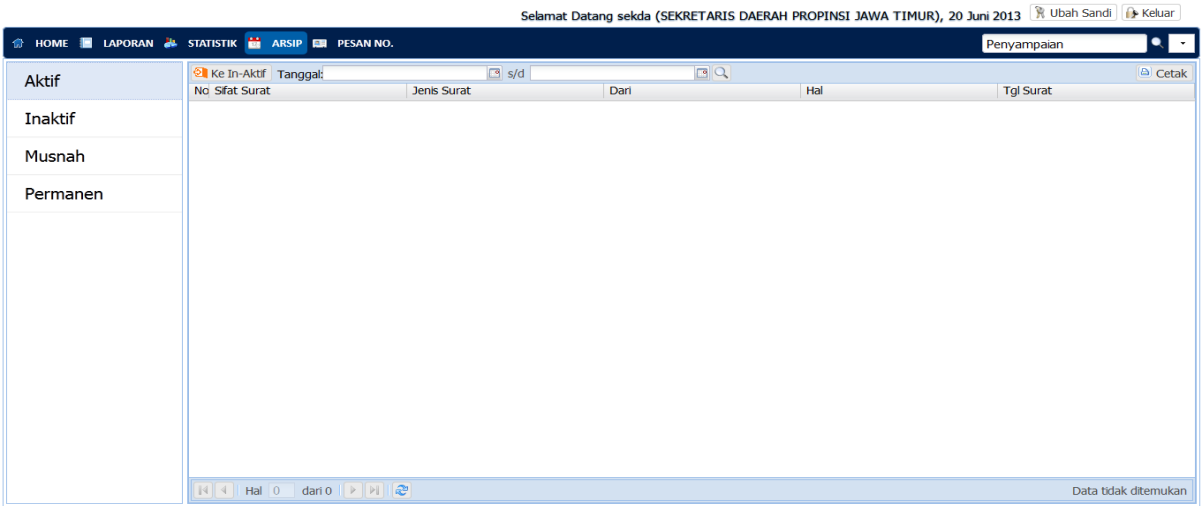 Selamat Datang sekda (SEKRETARIS DAERAH PROPINSI JAWA TIMUR), 20 Juni 2013 Ubah Sandi Keluar
HOME LAPORAN STATISTIK ARSIP PESAN NO. Penyampaian
Aktif
Inaktif
Musnah
Permanen
Ke In-Aktif Tanggal: s/d Cetak
No Sifat Surat Jenis Surat Dari Hal Tgl Surat
Hal 0 dari 0 Data tidak ditemukan